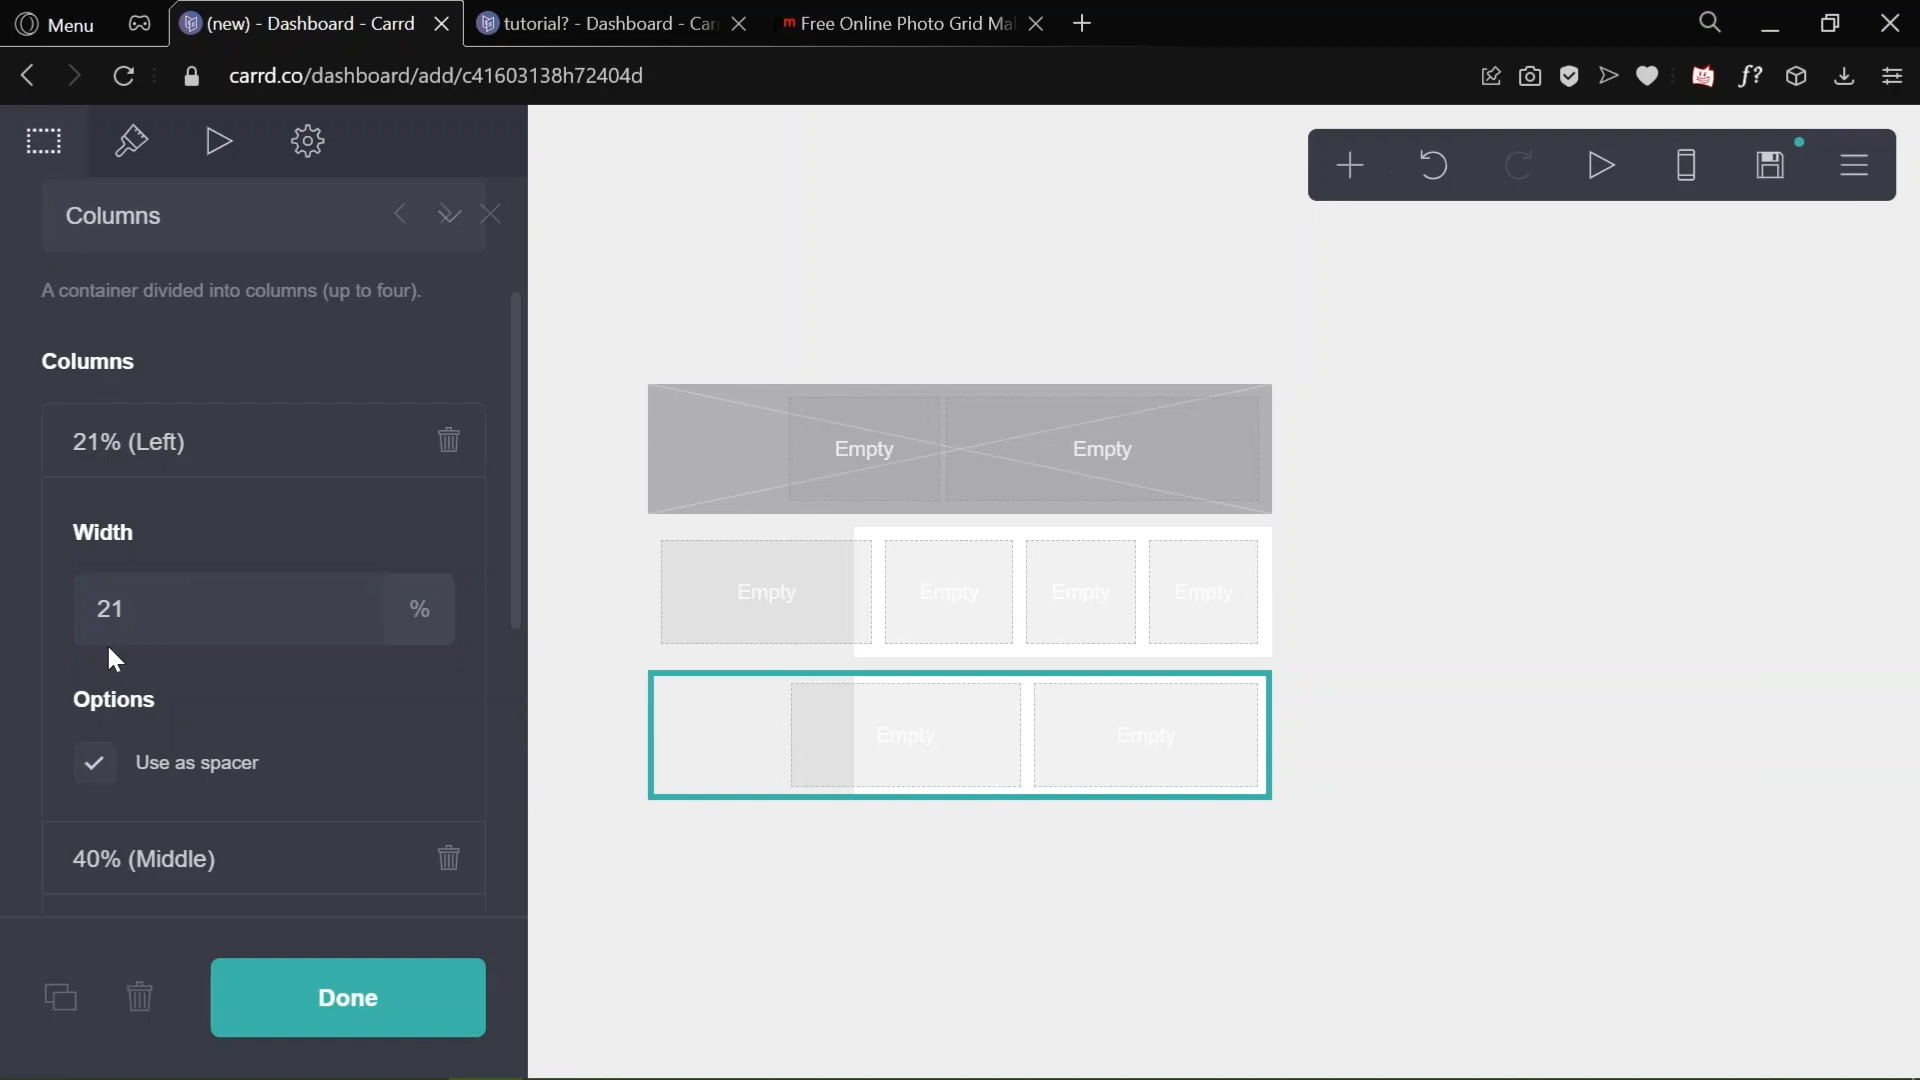 Menu
(new) - Dashboard - Carrd
tutorial? - Dashboard - Car
Free Online Photo Grid Ma
carrd.co/dashboard/add/c41603138h72404d
f?
Columns
A container divided into columns (up to four).
Columns
21% (Left)
Width
21 %
Options
Use as spacer
40% (Middle)
Done
Empty Empty
Empty Empty Empty Empty
Empty Empty